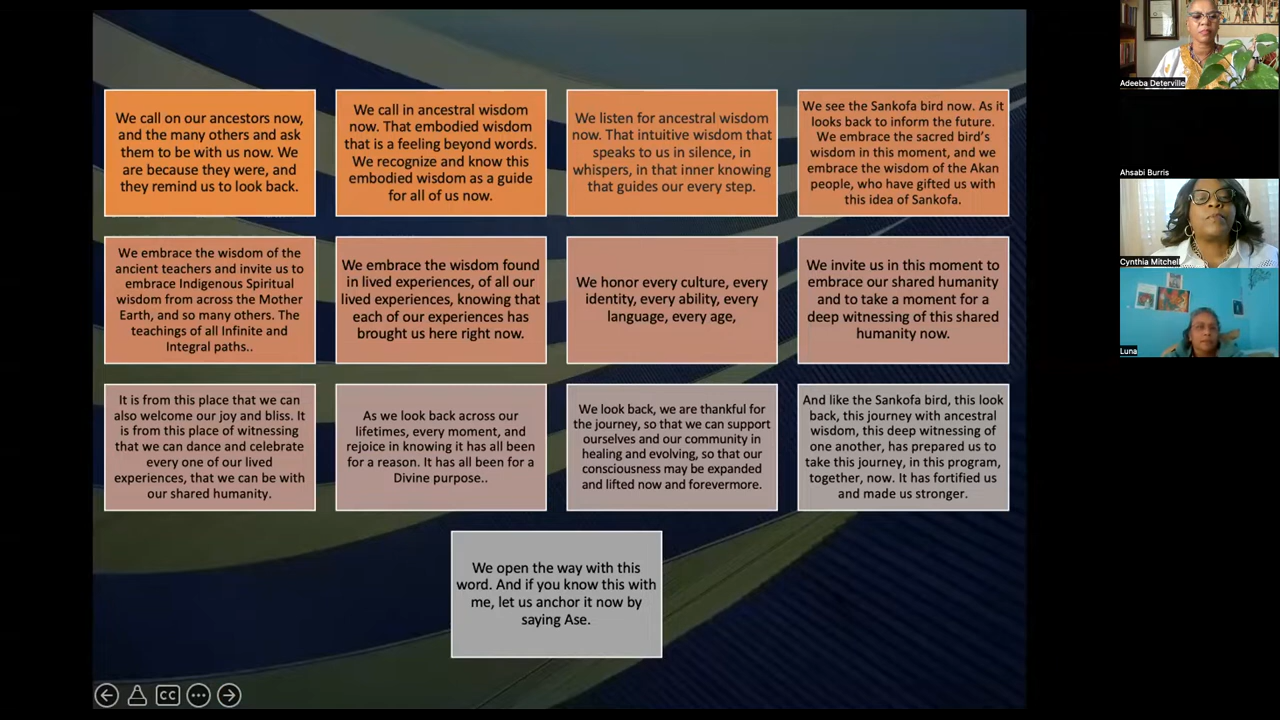 We call on our ancestors now,
and the many others and ask
them to be with us now. We
are because they were, and
they remind us to look back.
We call in ancestral wisdom
now. That embodied wisdom
that is a feeling beyond words.
We recognize and know this
embodied wisdom as a guide
for all of us now.
We listen for ancestral wisdom
now. That intuitive wisdom that
speaks to us in silence, in
whispers, in that inner knowing
that guides our every step.
We see the Sankofa bird now. As it
looks back to inform the future.
We embrace the sacred bird's
wisdom in this moment, and we
embrace the wisdom of the Akan
people, who have gifted us with
this idea of Sankofa.
We embrace the wisdom of the
ancient teachers and invite us to
embrace Indigenous Spiritual
wisdom from across the Mother
Earth, and so many others. The
teachings of all Infinite and
Integral paths..
We embrace the wisdom found
in lived experiences, of all our
lived experiences, knowing that
each of our experiences has
brought us here right now.
We honor every culture, every
identity, every ability, every
language, every age,
We invite us in this moment to
embrace our shared humanity
and to take a moment for a
deep witnessing of this shared
humanity now.
It is from this place that we can
also welcome our joy and bliss. It
is from this place of witnessing
that we can dance and celebrate
every one of our lived
experiences, that we can be with
our shared humanity.
As we look back across our
lifetimes, every moment, and
rejoice in knowing it has all been
for a reason. It has all been for a
Divine purpose..
We look back, we are thankful for
the journey, so that we can support
ourselves and our community in
healing and evolving, so that our
consciousness may be expanded
and lifted now and forevermore.
And like the Sankofa bird, this look
back, this journey with ancestral
wisdom, this deep witnessing of
one another, has prepared us to
take this journey, in this program,
together, now. It has fortified us
and made us stronger.
We open the way with this
word. And if you know this with
me, let us anchor it now by
saying Ase.
CC
Adeeba Deterville
Ahsabi Burris
Cynthia Mitchell
Luna